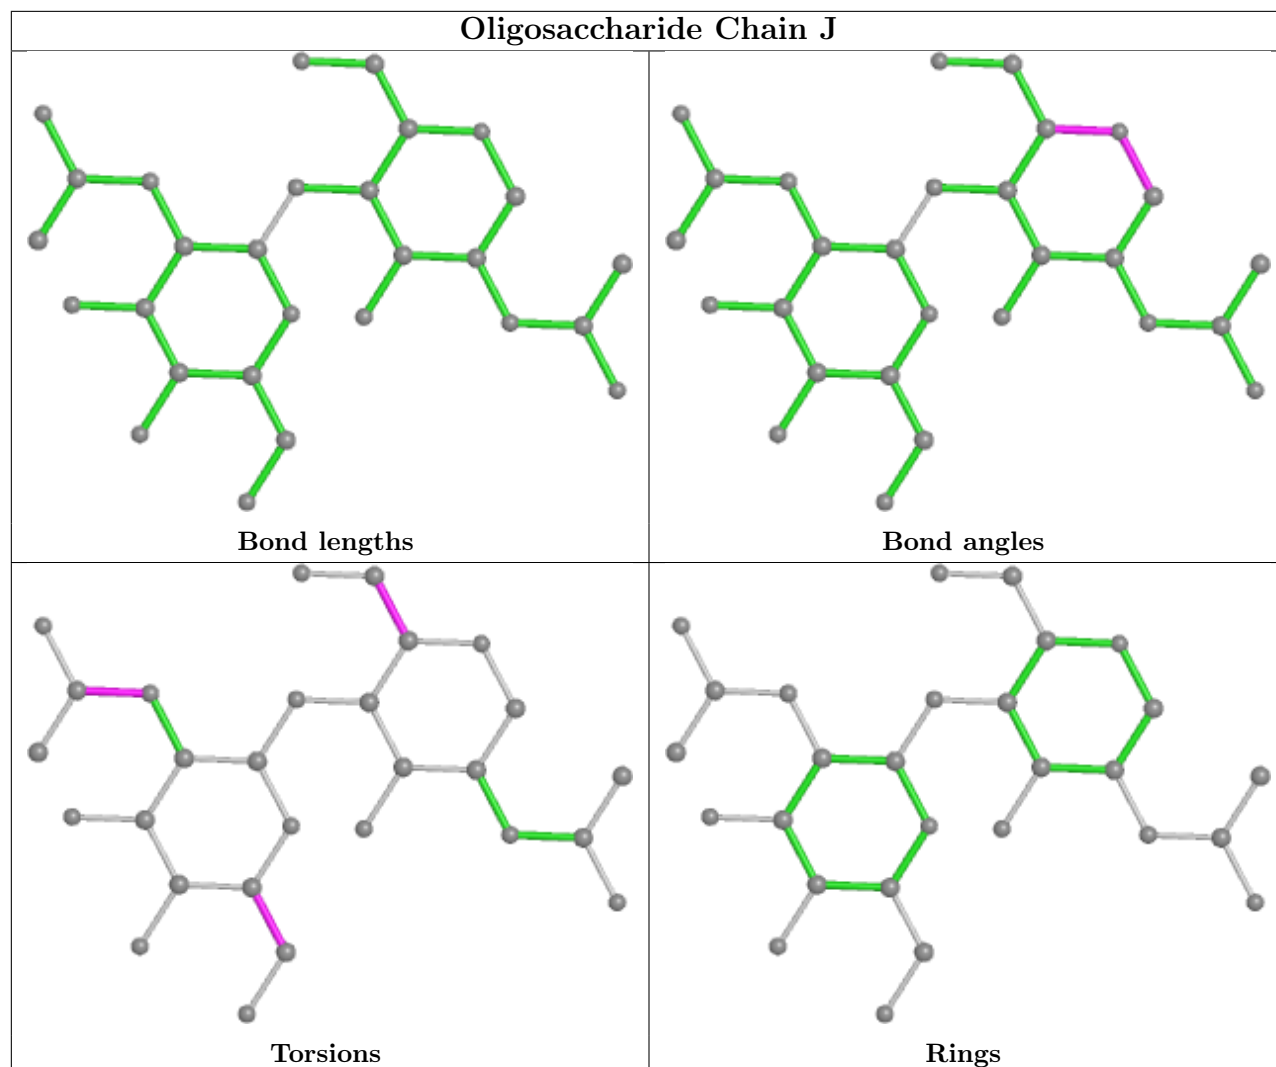 Oligosaccharide Chain J
Bond lengths
Bond angles
Torsions
Rings